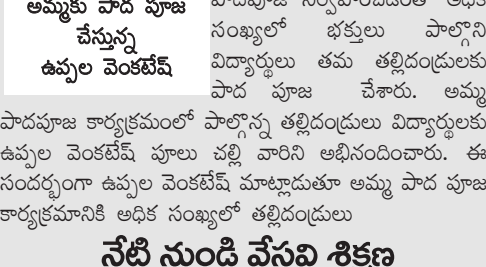 అమ్మకు పాద పూజ
చేస్తున్న
ఉప్పల వెంకటేష్
సంఖ్యలో భక్తులు పాల్గొని
విద్యార్థులు తమ తల్లిదండ్రులకు
పాద పూజ చేశారు. అమ్మ
పాదపూజ కార్యక్రమంలో పాల్గొన్న తల్లిదండ్రులు విద్యార్థులకు
ఉప్పల వెంకటేష్ పూలు చల్లి వారిని అభినందించారు. ఈ
సందర్భంగా ఉప్పల వెంకటేష్ మాట్లాడుతూ అమ్మ పాద పూజ
కార్యక్రమానికి అధిక సంఖ్యలో తల్లిదండ్రులు
నేటి నుండి వేసవి శిక్షణ